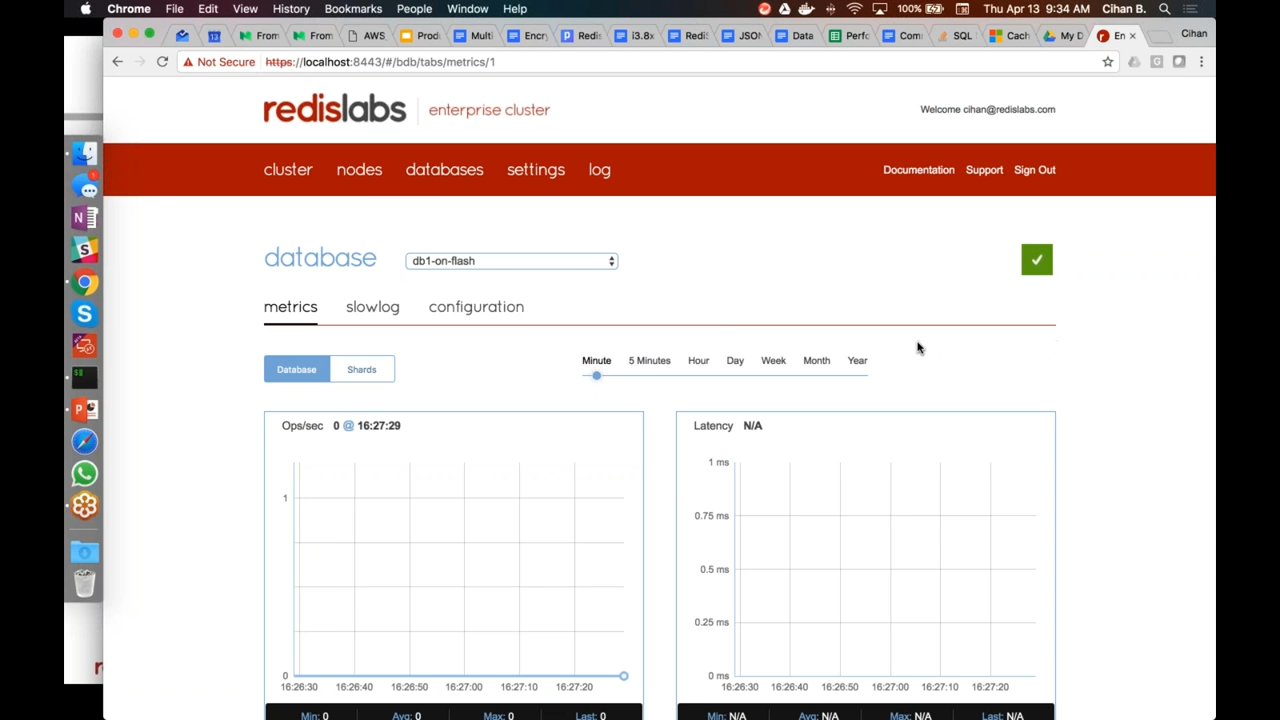 Chrome File Edit View History Bookmarks People Window Help 100% Thu Apr 13 9:34 AM Cihan B.
13 From From AWS Prod Multi Encry Redis i3.8x RediS JSON Data Perfo Com SQL Cach My D En Cihan
Not Secure https://localhost:8443/#/bdb/tabs/metrics/1
redislabs enterprise cluster Welcome cihan@redislabs.com
cluster nodes databases settings log Documentation Support Sign Out
database db1-on-flash
metrics slowlog configuration
Minute 5 Minutes Hour Day Week Month Year
Database Shards
Ops/sec 0 @ 16:27:29
1
0
16:26:30 16:26:40 16:26:50 16:27:00 16:27:10 16:27:20
Min: 0 Avg: 0 Max: 0 Last: 0
Latency N/A
1 ms
0.75 ms
0.5 ms
0.25 ms
0 ms
16:26:30 16:26:40 16:26:50 16:27:00 16:27:10 16:27:20
Min: N/A Avg: N/A Max: N/A Last: N/A